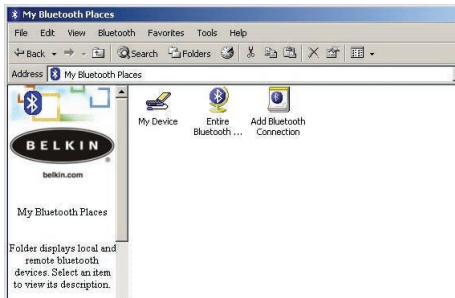 My Bluetooth Places
File Edit View Bluetooth Favorites Tools Help
Back Search Folders
Address My Bluetooth Places
My Device
Entire
Bluetooth ...
Add Bluetooth
Connection
BELKIN
belkin.com
My Bluetooth Places
Folder displays local and
remote bluetooth
devices. Select an item
to view its description.